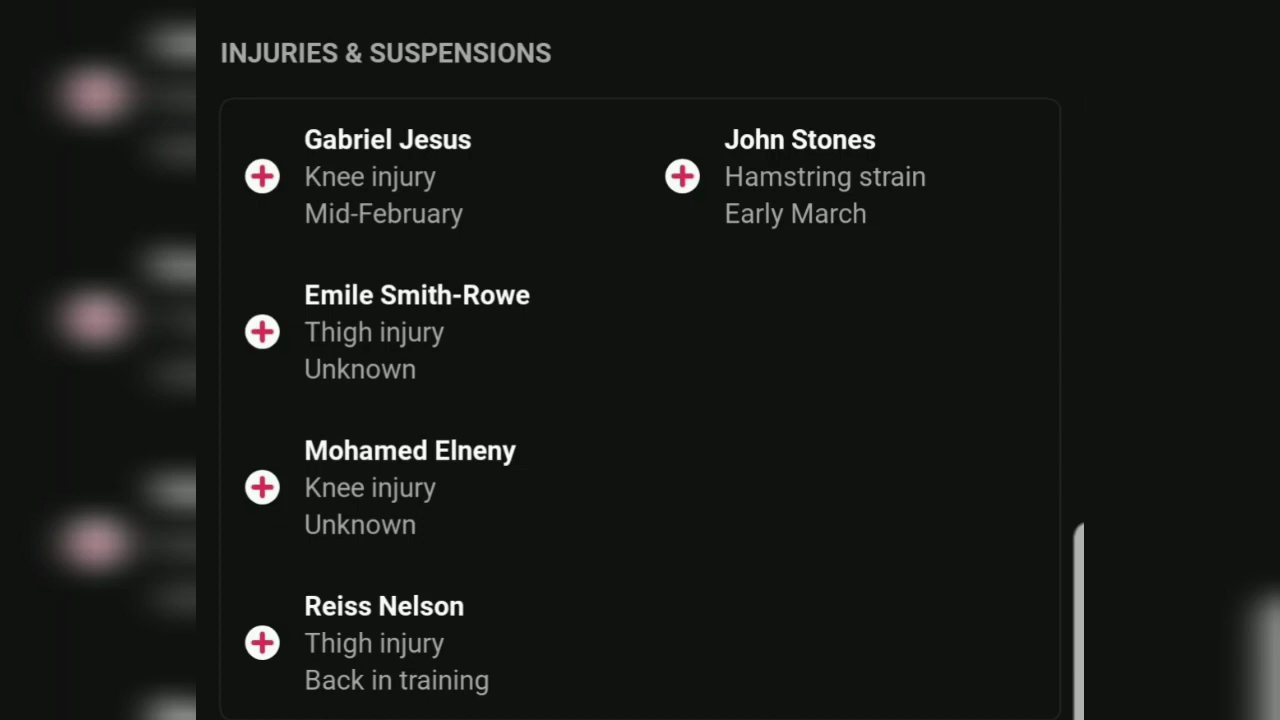 INJURIES & SUSPENSIONS
Gabriel Jesus
Knee injury
Mid-February
John Stones
Hamstring strain
Early March
Emile Smith-Rowe
Thigh injury
Unknown
Mohamed Elneny
Knee injury
Unknown
Reiss Nelson
Thigh injury
Back in training